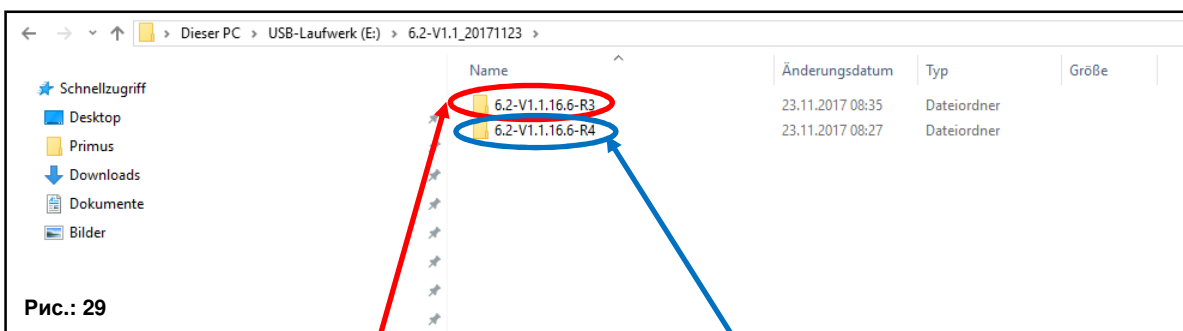 Dieser PC > USB-Laufwerk (E:) > 6.2-V1.1_20171123 >
Name Änderungsdatum Typ Größe
Schnellzugriff
Desktop
Primus
Downloads
Dokumente
Bilder
6.2-V1.1.16.6-R3 23.11.2017 08:35 Dateiordner
6.2-V1.1.16.6-R4 23.11.2017 08:27 Dateiordner
Рис.: 29